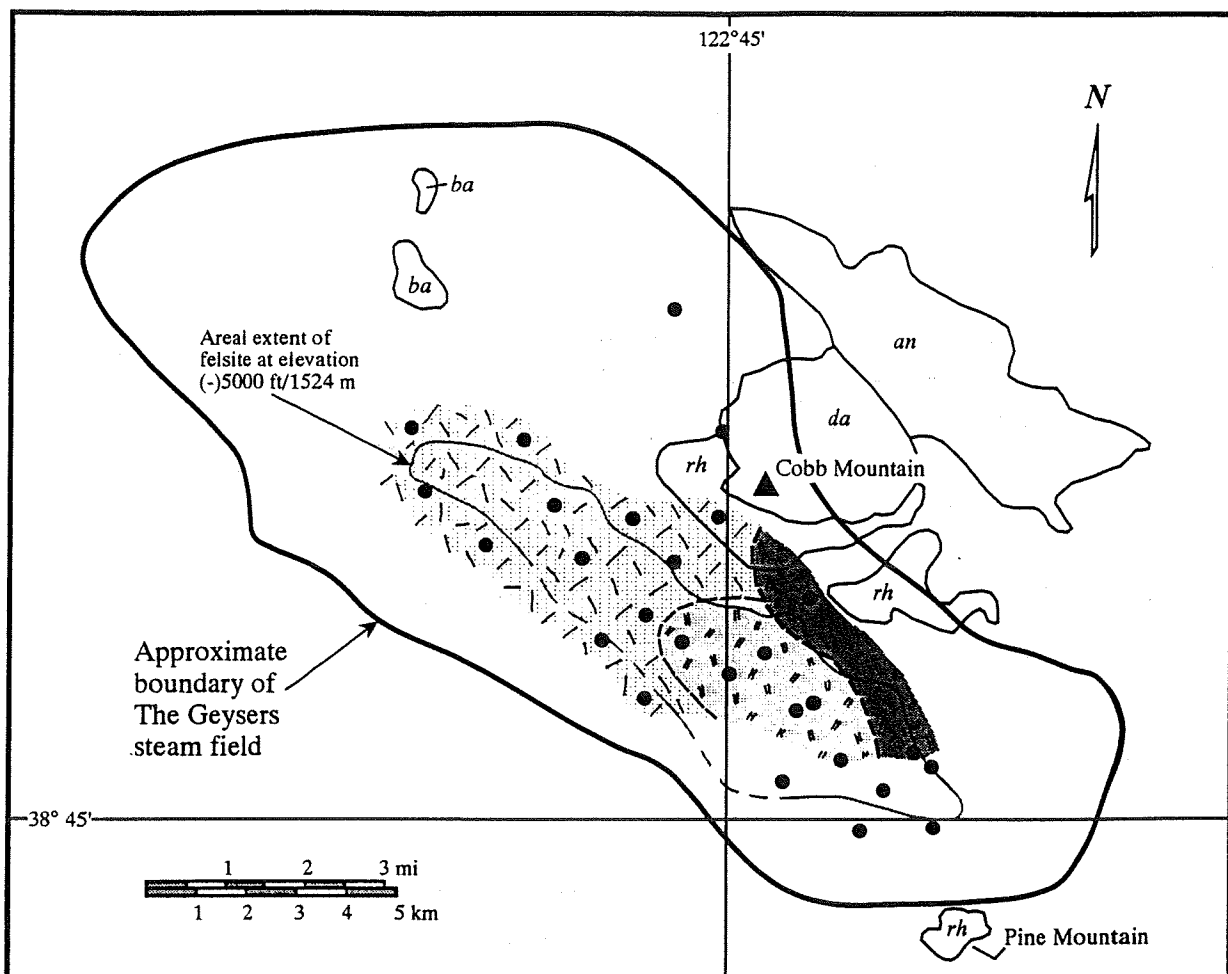 122°45'
N
ba
ba
Areal extent of
felsite at elevation
(-)5000 ft/1524 m
an
da
rh
Cobb Mountain
rh
Approximate
boundary of
The Geysers
steam field
38° 45'
1 2 3 mi
1 2 3 4 5 km
rh
Pine Mountain